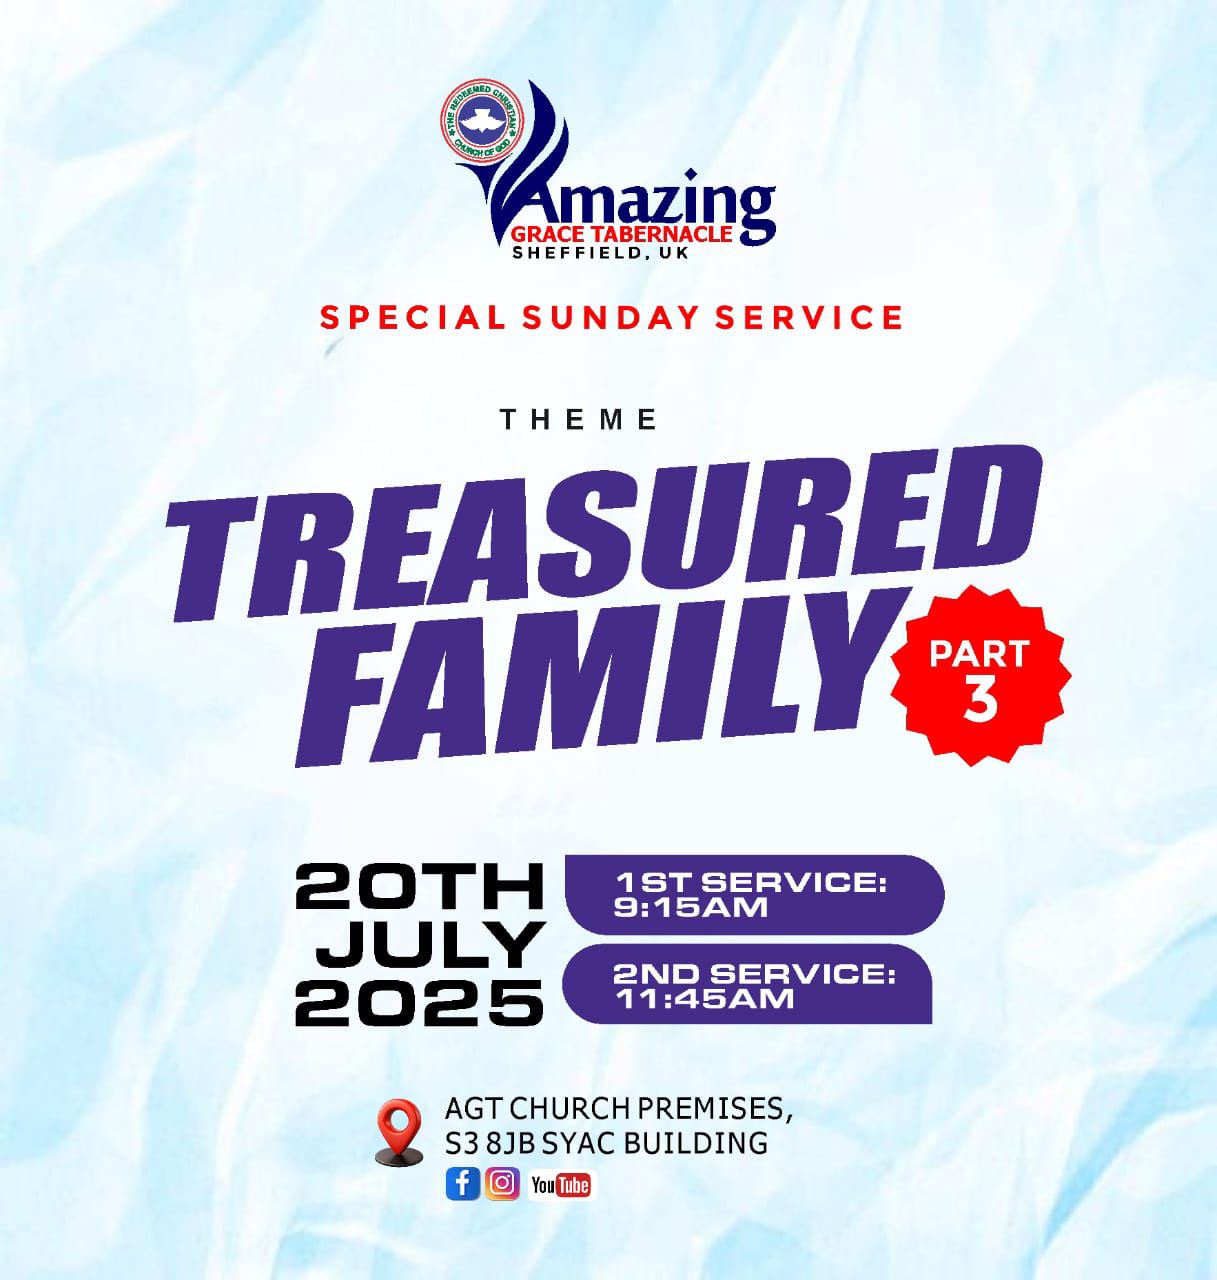 THE REDEEMED CHRISTIAN
CHURCH OF GOD
Amazing
GRACE TABERNACLE
SHEFFIELD, UK
SPECIAL SUNDAY SERVICE
THEME
TREASURED
FAMILY
PART
3
20TH
JULY
2025
1ST SERVICE:
9:15AM
2ND SERVICE:
11:45AM
AGT CHURCH PREMISES,
S3 8JB SYAC BUILDING
f
YouTube